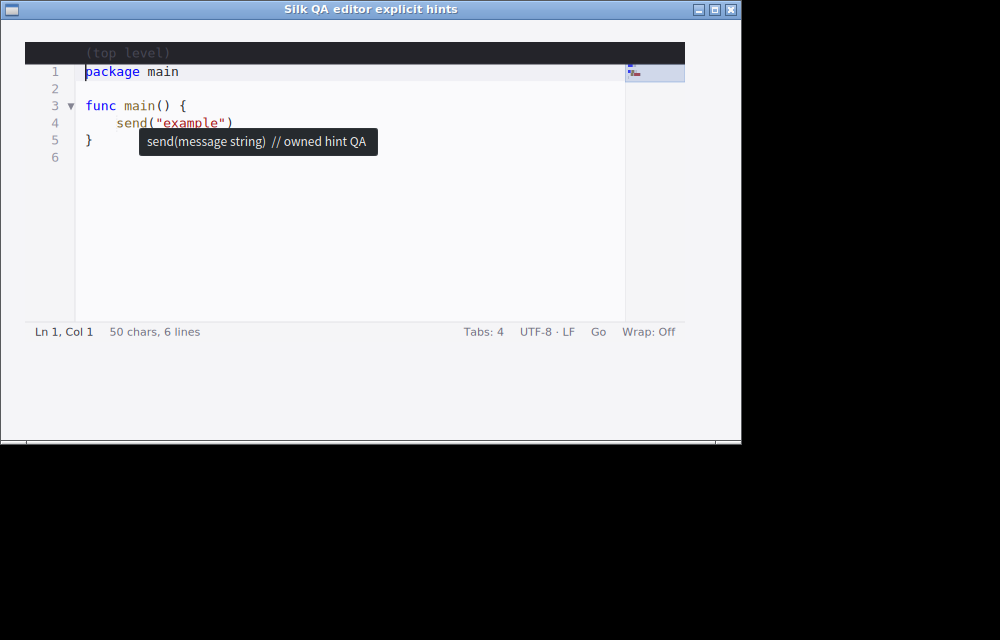 Silk QA editor explicit hints
(top level)
1 package main
2
3 ▼ func main() {
4 send("example")
send(message string) // owned hint QA
5 }
6
Ln 1, Col 1 50 chars, 6 lines Tabs: 4 UTF-8 · LF Go Wrap: Off